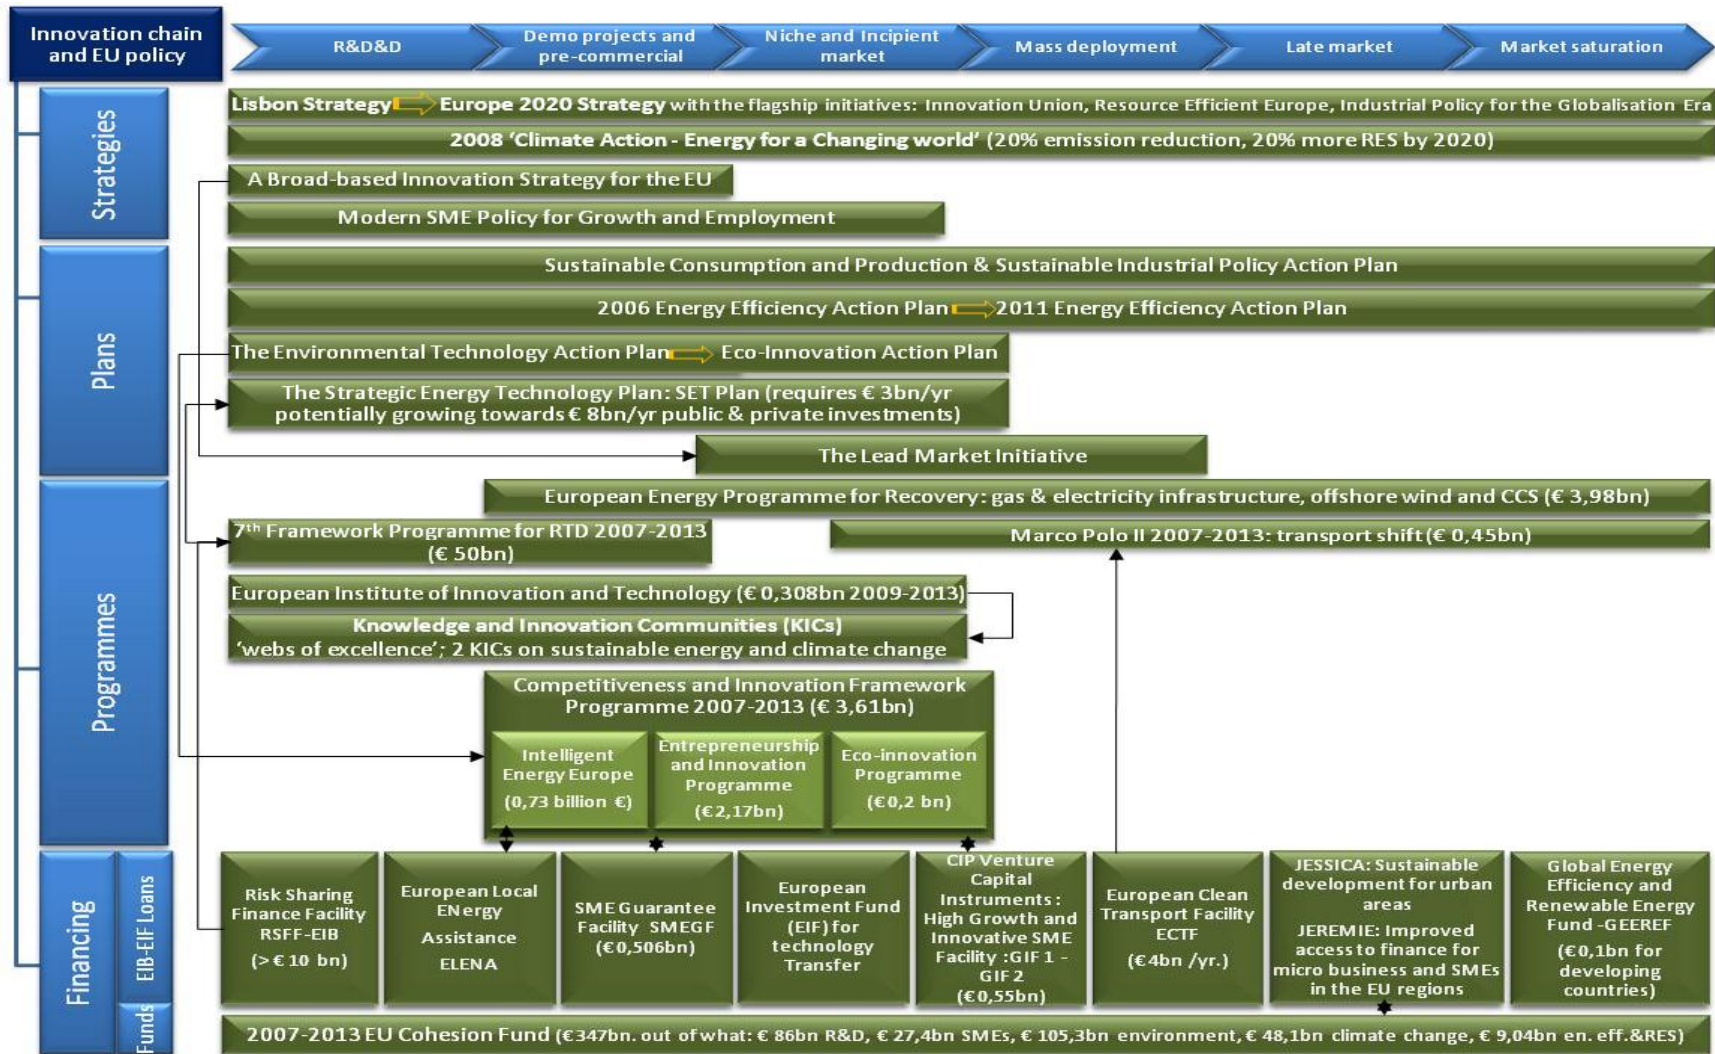 Innovation chain
and EU policy
R&D&D
Demo projects and
pre-commercial
Niche and Incipient
market
Mass deployment
Late market
Market saturation
Strategies
Lisbon Strategy Europe 2020 Strategy with the flagship initiatives: Innovation Union, Resource Efficient Europe, Industrial Policy for the Globalisation Era
2008 ‘Climate Action - Energy for a Changing world’ (20% emission reduction, 20% more RES by 2020)
A Broad-based Innovation Strategy for the EU
Modern SME Policy for Growth and Employment
Plans
Sustainable Consumption and Production & Sustainable Industrial Policy Action Plan
2006 Energy Efficiency Action Plan 2011 Energy Efficiency Action Plan
The Environmental Technology Action Plan Eco-Innovation Action Plan
The Strategic Energy Technology Plan: SET Plan (requires € 3bn/yr
potentially growing towards € 8bn/yr public & private investments)
The Lead Market Initiative
Programmes
European Energy Programme for Recovery: gas & electricity infrastructure, offshore wind and CCS (€ 3,98bn)
7th Framework Programme for RTD 2007-2013
(€ 50bn)
Marco Polo II 2007-2013: transport shift (€ 0,45bn)
European Institute of Innovation and Technology (€ 0,308bn 2009-2013)
Knowledge and Innovation Communities (KICs)
‘webs of excellence’; 2 KICs on sustainable energy and climate change
Competitiveness and Innovation Framework
Programme 2007-2013 (€ 3,61bn)
Intelligent
Energy Europe
(0,73 billion €)
Entrepreneurship
and Innovation
Programme
(€2,17bn)
Eco-innovation
Programme
(€0,2 bn)
Financing
EIB-EIF Loans
Risk Sharing
Finance Facility
RSFF-EIB
(> € 10 bn)
European Local
ENergy
Assistance
ELENA
SME Guarantee
Facility SMEGF
(€0,506bn)
European
Investment Fund
(EIF) for
technology
Transfer
CIP Venture
Capital
Instruments :
High Growth and
Innovative SME
Facility :GIF1 -
GIF2
(€0,55bn)
European Clean
Transport Facility
ECTF
(€4bn /yr.)
JESSICA: Sustainable
development for urban
areas
JEREMIE: Improved
access to finance for
micro business and SMEs
in the EU regions
Global Energy
Efficiency and
Renewable Energy
Fund -GEEREF
(€0,1bn for
developing
countries)
Funds
2007-2013 EU Cohesion Fund (€347bn. out of what: € 86bn R&D, € 27,4bn SMEs, € 105,3bn environment, € 48,1bn climate change, € 9,04bn en. eff.&RES)